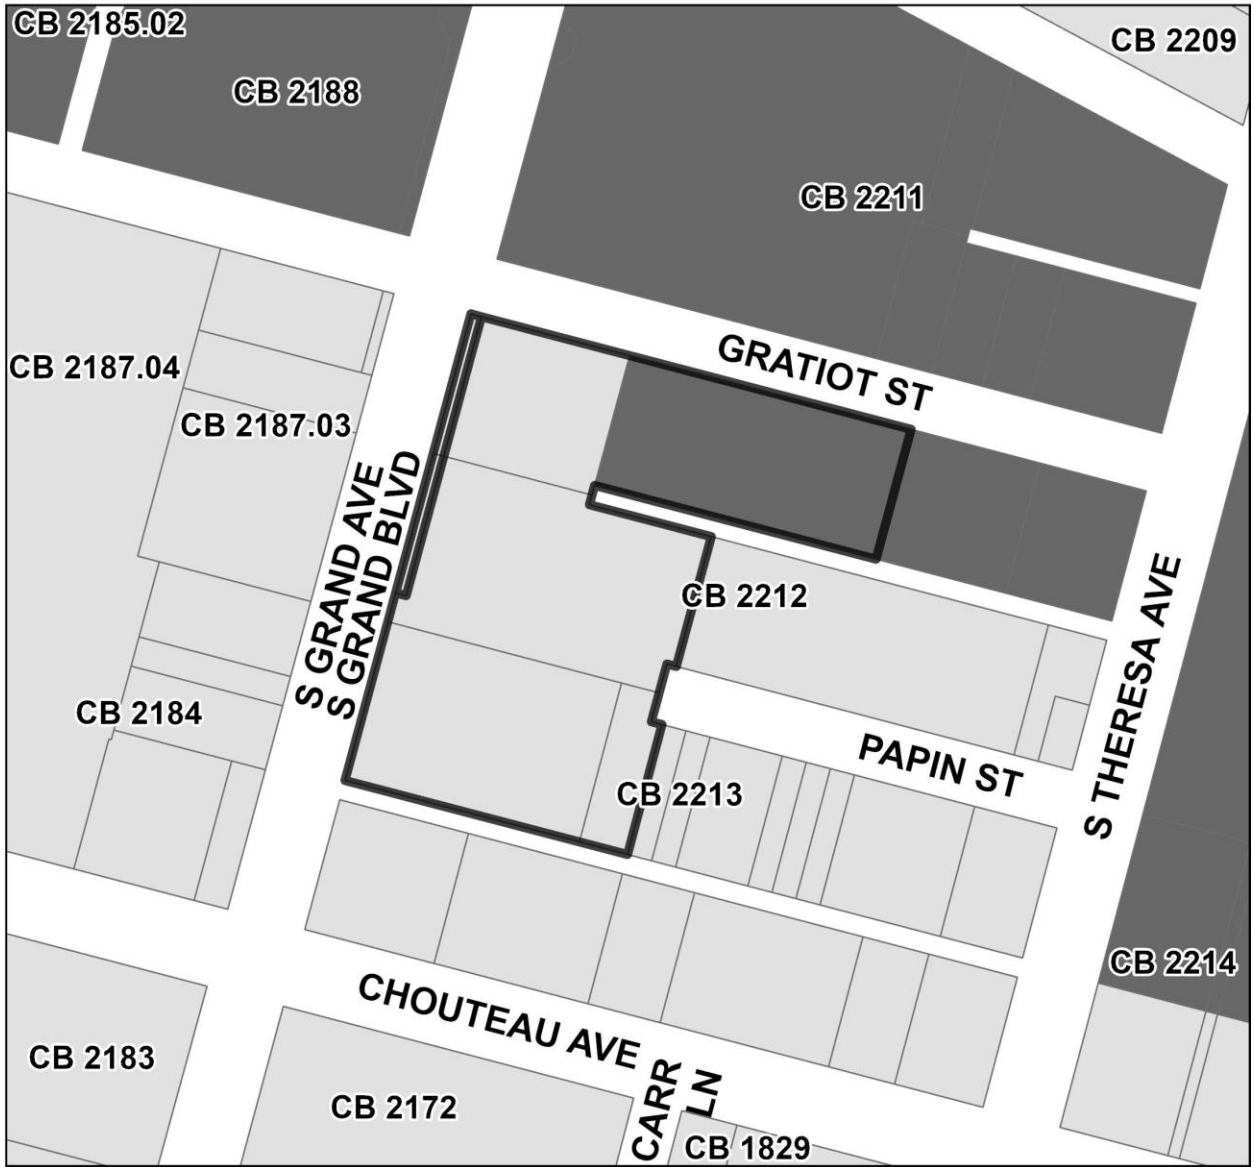 CB 2185.02
CB 2209
CB 2188
CB 2211
GRATIOT ST
CB 2187.04
CB 2187.03
S GRAND AVE
S GRAND BLVD
CB 2212
S THERESA AVE
CB 2184
PAPIN ST
CB 2213
CB 2214
CHOUTEAU AVE
CB 2183
CARR
LN
CB 2172
CB 1829